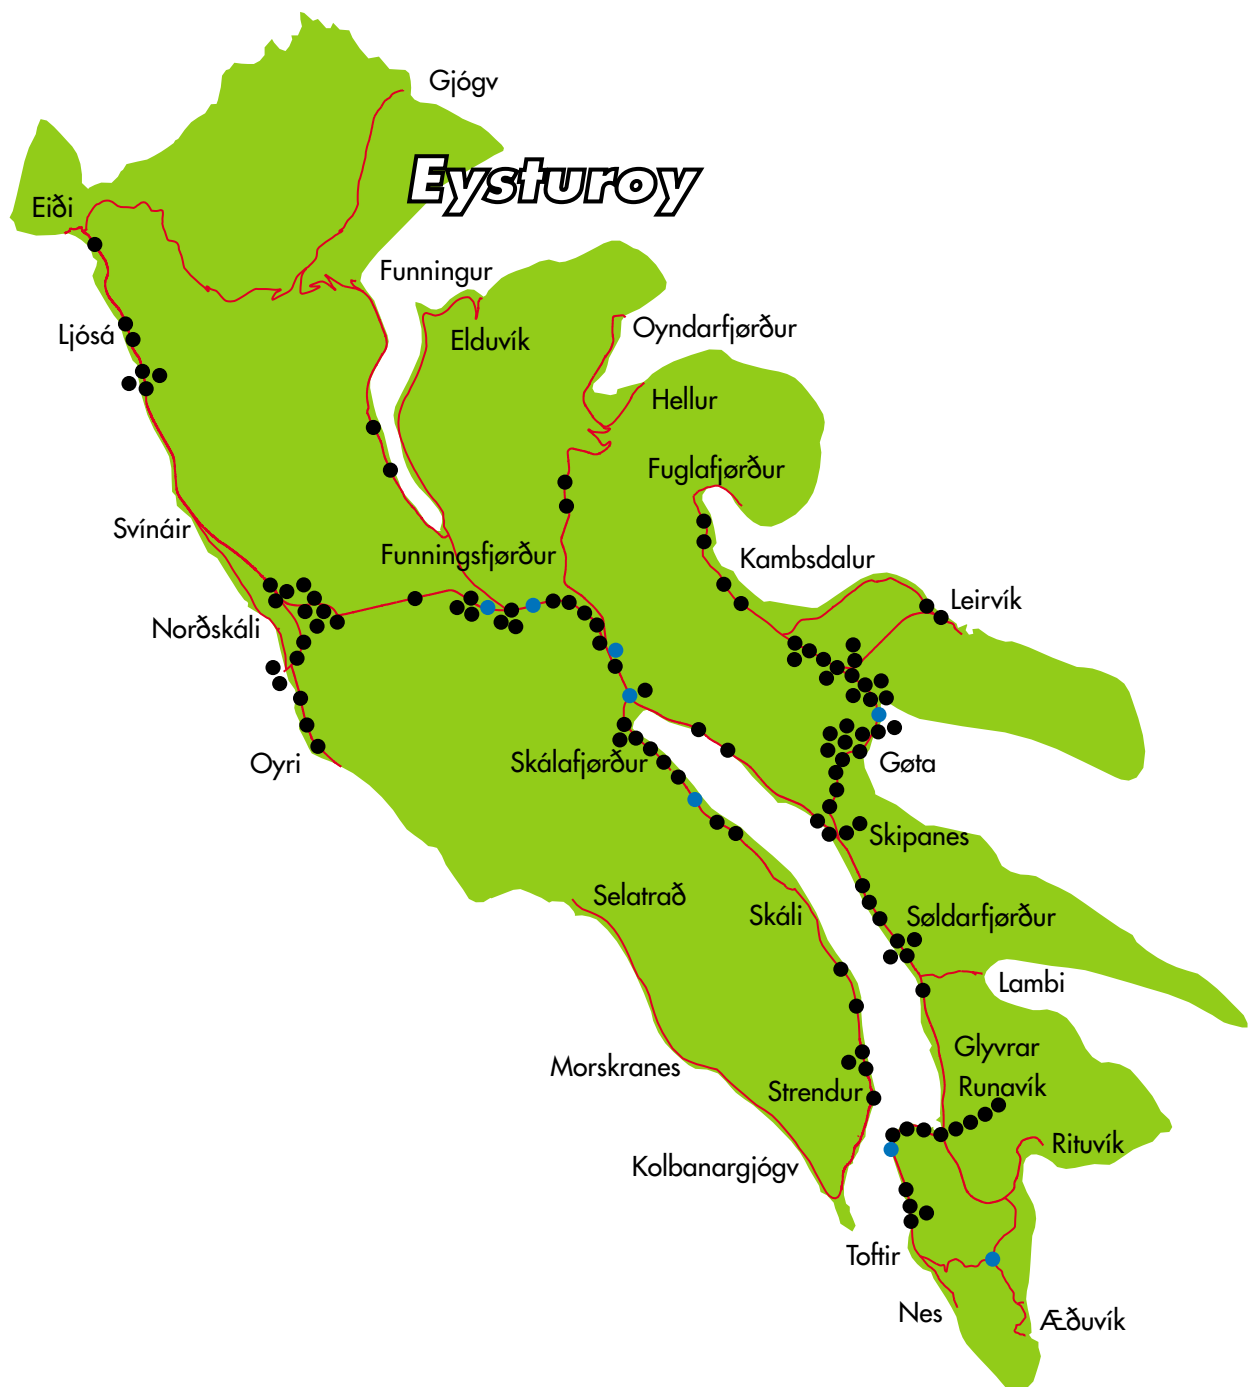 Gjógv
Eysturoy
Eiði
Funningur
Ljósá
Elduvík
Oyndarfjørður
Hellur
Fuglafjørður
Svínáir
Funningsfjørður
Kambsdalur
Leirvík
Norðskáli
Oyri
Skálafjørður
Gøta
Skipanes
Selatrað
Skáli
Søldarfjørður
Lambi
Glyvrar
Morskranes
Strendur
Runavík
Rituvík
Kolbanargjógv
Toftir
Nes
Æðuvík